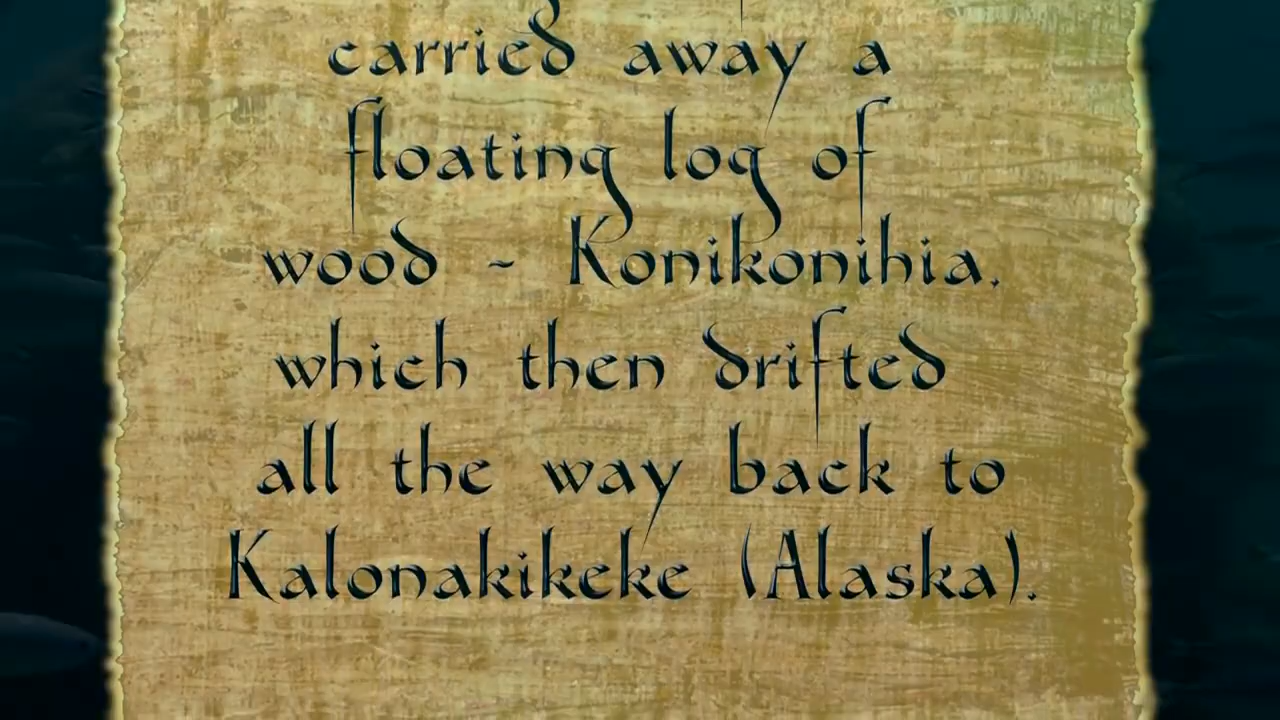 carried away a
floating log of
wood - Konikonihia,
which then drifted
all the way back to
Kalonakikeke (Alaska).